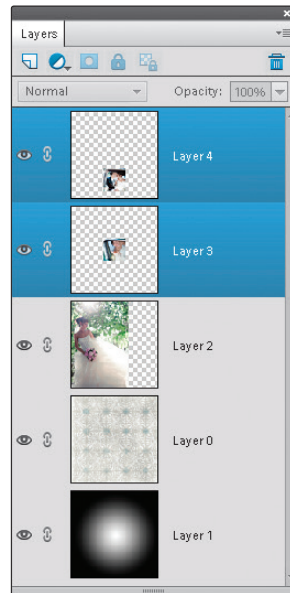 Layers
Normal Opacity: 100%
Layer 4
Layer 3
Layer 2
Layer 0
Layer 1